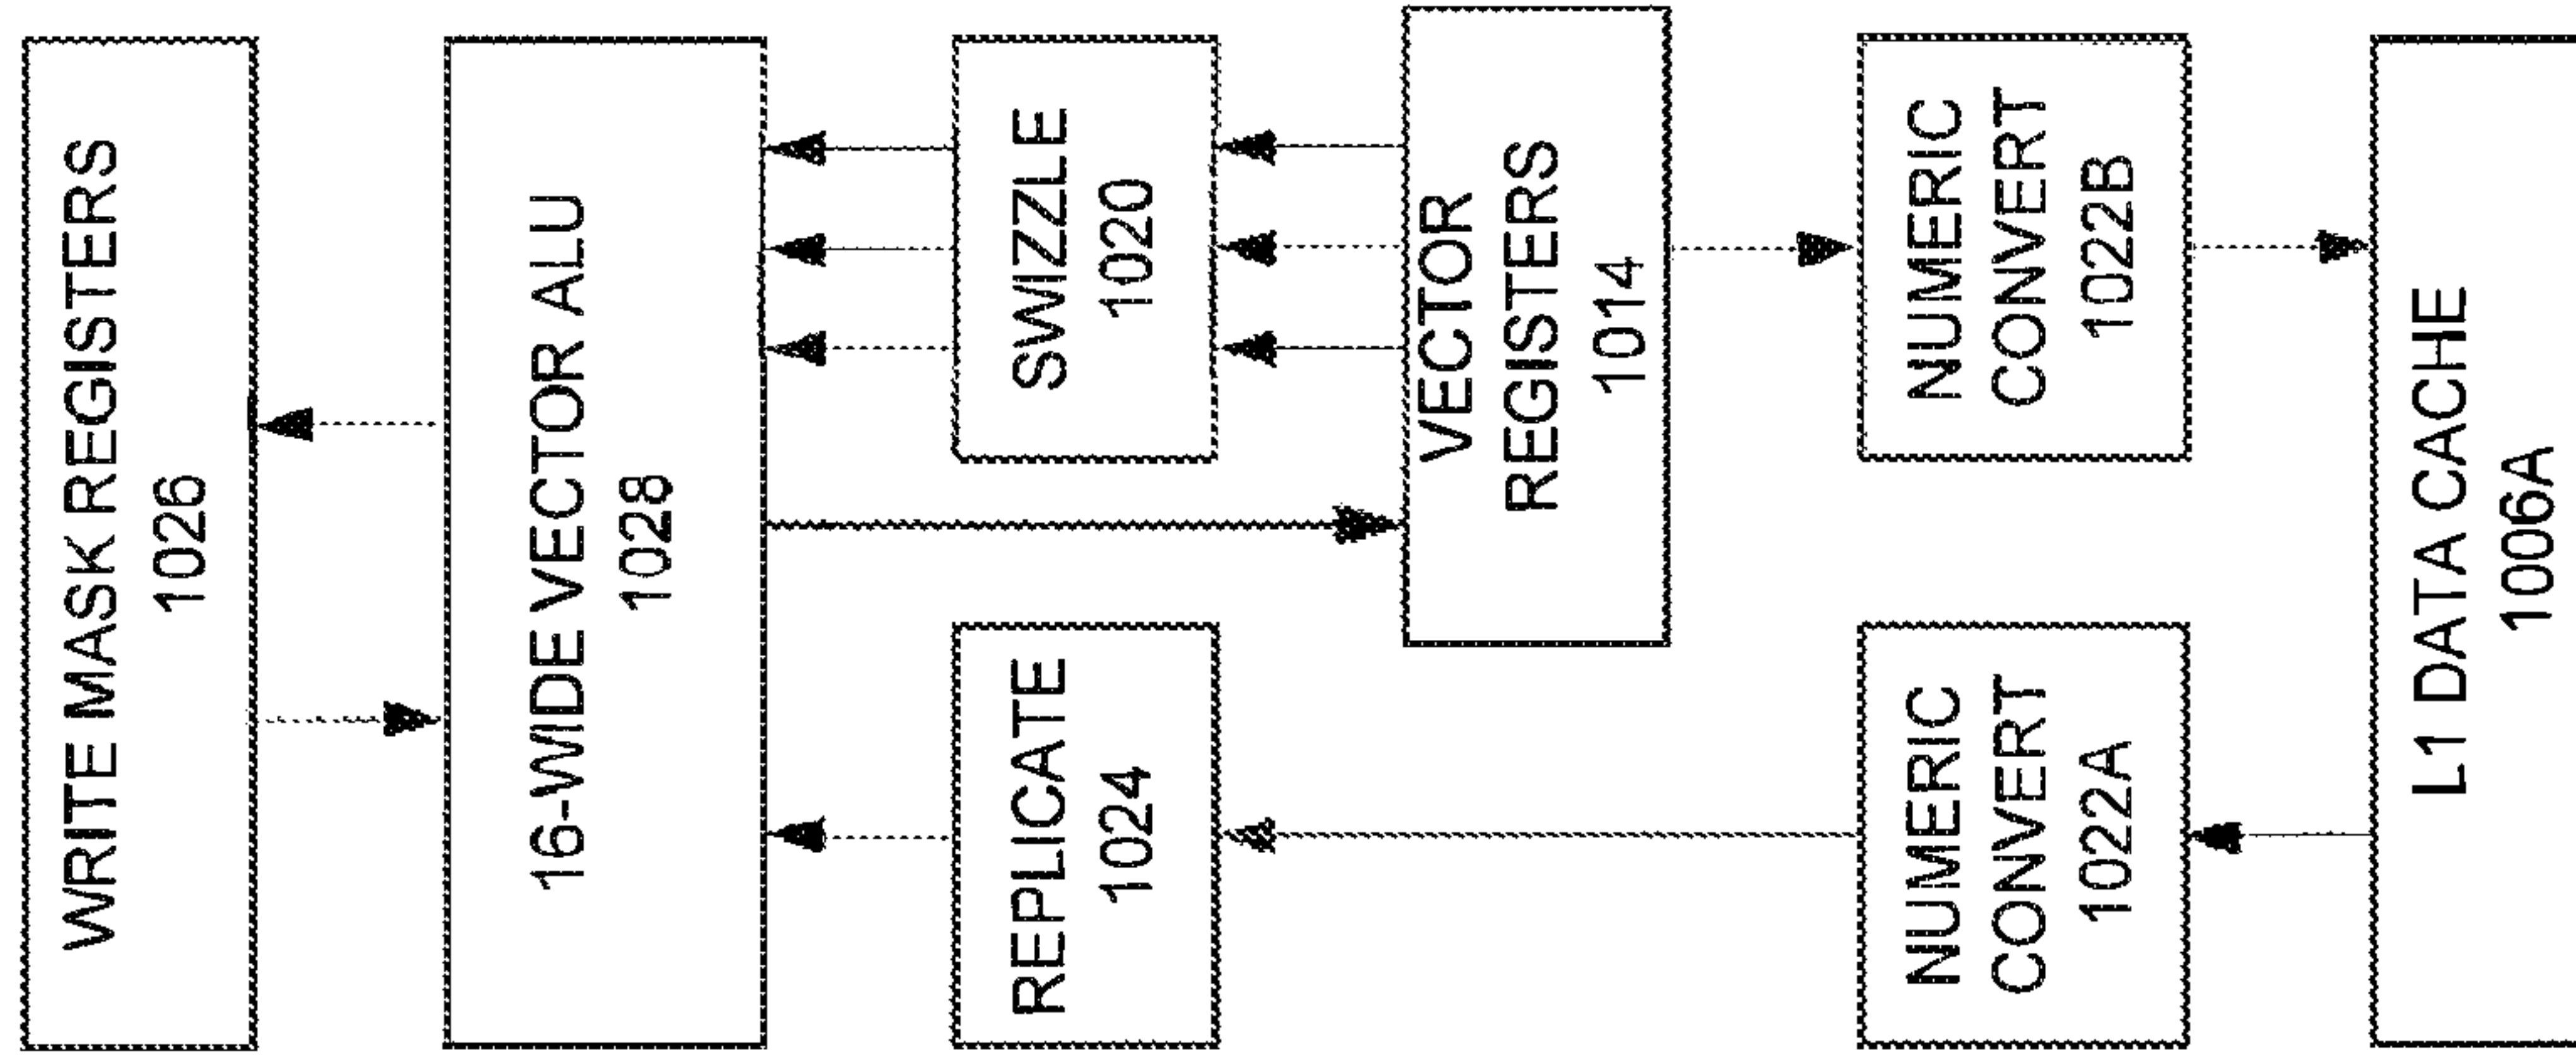 WRITE MASK REGISTERS
1026
16-WIDE VECTOR ALU
1028
REPLICATE
1024
SWIZZLE
1020
VECTOR
REGISTERS
1014
NUMERIC
CONVERT
1022A
NUMERIC
CONVERT
1022B
L1 DATA CACHE
1006A